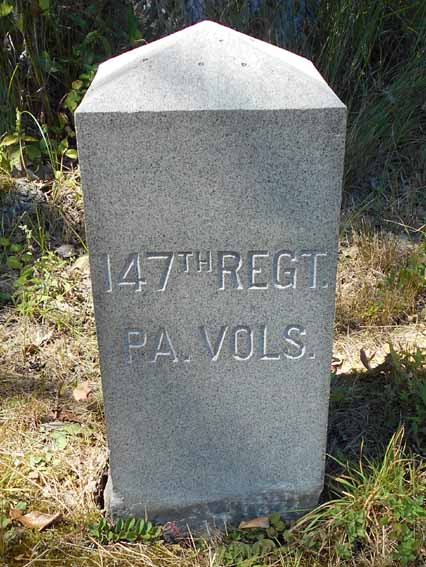 147TH REGT.
PA. VOLS.